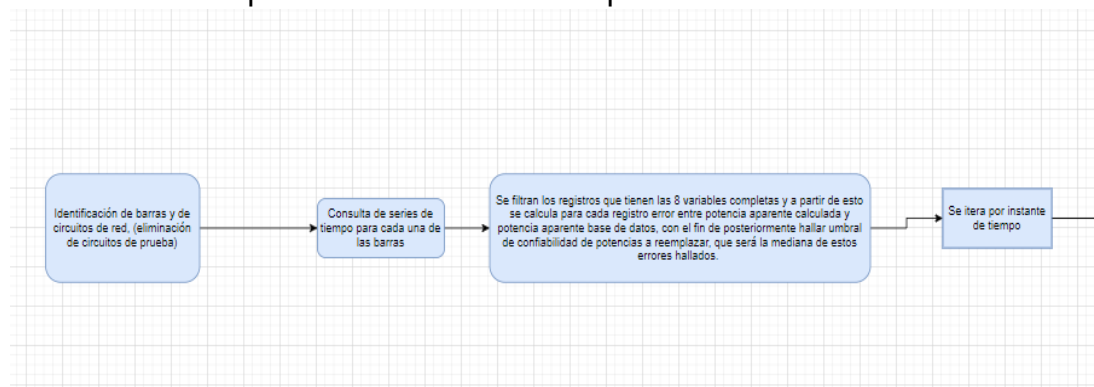 Identificación de barras y de
circuitos de red, (eliminación
de circuitos de prueba)
Consulta de series de
tiempo para cada una de
las barras
Se filtran los registros que tienen las 8 variables completas y a partir de esto
se calcula para cada registro error entre potencia aparente calculada y
potencia aparente base de datos, con el fin de posteriormente hallar umbral
de confiabilidad de potencias a reemplazar, que será la mediana de estos
errores hallados.
Se itera por instante
de tiempo